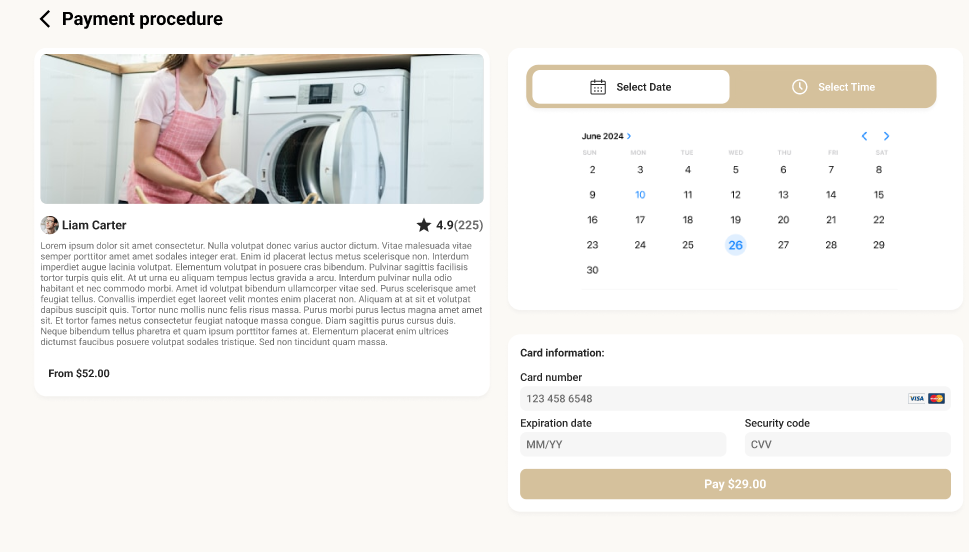 Payment procedure
Liam Carter
4.9(225)
Lorem ipsum dolor sit amet consectetur. Nulla volutpat donec varius auctor dictum. Vitae malesuada vitae
semper porttitor amet amet sodales integer erat. Enim id placerat lectus metus scelerisque non. Interdum
imperdiet augue lacinia volutpat. Elementum volutpat in posuere cras bibendum. Pulvinar sagittis facilisis
tortor turpis quis elit. At ut urna eu aliquam tempus lectus gravida a arcu. Interdum nulla odio
habitant et nec commodo morbi. Amet id volutpat bibendum ullamcorper vitae sed. Purus scelerisque amet
feugiat tellus. Convallis imperdiet eget laoreet velit montes enim placerat non. Aliquam at at sit et volutpat
dapibus suscipit quis. Tortor nunc mollis nunc felis risus massa. Purus morbi purus lectus magna amet amet
sit. Et tortor fames netus consectetur feugiat natoque massa congue. Diam sagittis purus cursus duis.
Neque bibendum tellus pharetra et quam ipsum porttitor fames at. Elementum placerat enim ultrices
dictumst faucibus posuere volutpat sodales tristique. Sed non tincidunt quam massa.
From $52.00
Select Date
Select Time
June 2024
SUN MON TUE WED THU FRI SAT
2 3 4 5 6 7 8
9 10 11 12 13 14 15
16 17 18 19 20 21 22
23 24 25 26 27 28 29
30
Card information:
Card number
123 458 6548
VISA
Expiration date
Security code
MM/YY
CVV
Pay $29.00